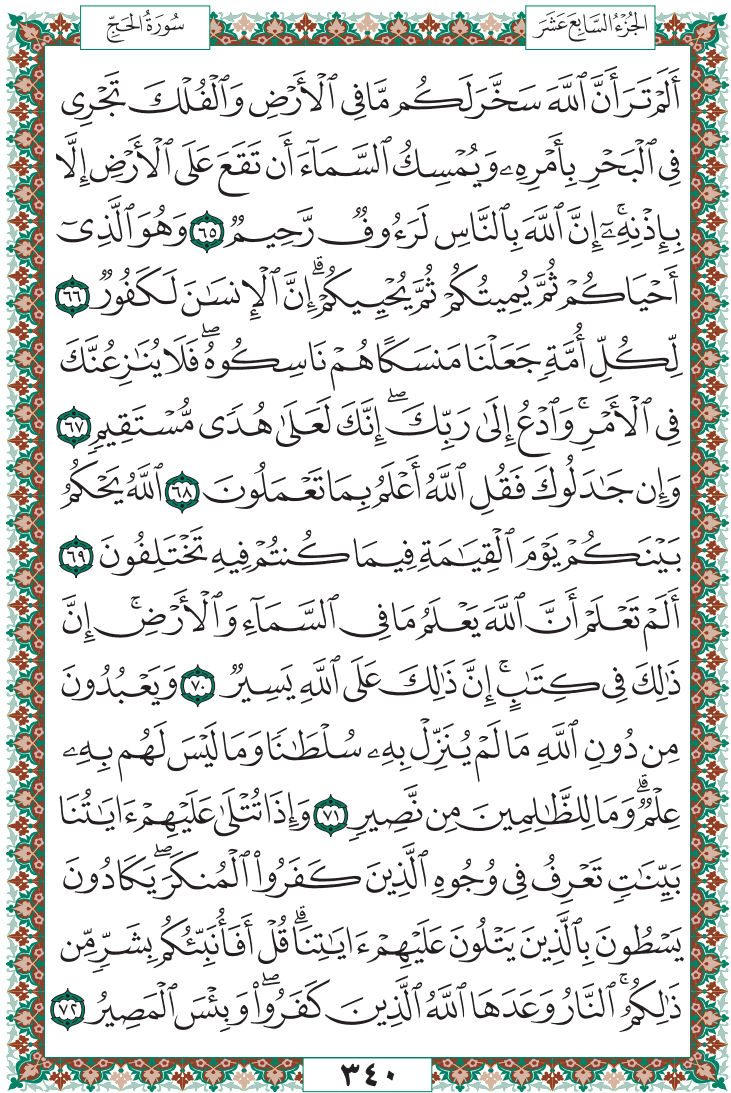 الجُزْءُ السَّابِعَ عَشَرَ
سُورَةُ الحَجِّ
أَلَمْ تَرَ أَنَّ ٱللَّهَ سَخَّرَ لَكُم مَّا فِى ٱلْأَرْضِ وَٱلْفُلْكَ تَجْرِى
فِى ٱلْبَحْرِ بِأَمْرِهِۦ وَيُمْسِكُ ٱلسَّمَآءَ أَن تَقَعَ عَلَى ٱلْأَرْضِ إِلَّا
بِإِذْنِهِۦٓ ۚ إِنَّ ٱللَّهَ بِٱلنَّاسِ لَرَءُوفٌ رَّحِيمٌ ٦٥ وَهُوَ ٱلَّذِىٓ
أَحْيَاكُمْ ثُمَّ يُمِيتُكُمْ ثُمَّ يُحْيِيكُمْ ۗ إِنَّ ٱلْإِنسَـٰنَ لَكَفُورٌ ٦٦
لِّكُلِّ أُمَّةٍ جَعَلْنَا مَنسَكًا هُمْ نَاسِكُوهُ ۖ فَلَا يُنَـٰزِعُنَّكَ
فِى ٱلْأَمْرِ ۚ وَٱدْعُ إِلَىٰ رَبِّكَ ۖ إِنَّكَ لَعَلَىٰ هُدًى مُّسْتَقِيمٍ ٦٧
وَإِن جَـٰدَلُوكَ فَقُلِ ٱللَّهُ أَعْلَمُ بِمَا تَعْمَلُونَ ٦٨ ٱللَّهُ يَحْكُمُ
بَيْنَكُمْ يَوْمَ ٱلْقِيَـٰمَةِ فِيمَا كُنتُمْ فِيهِ تَخْتَلِفُونَ ٦٩
أَلَمْ تَعْلَمْ أَنَّ ٱللَّهَ يَعْلَمُ مَا فِى ٱلسَّمَآءِ وَٱلْأَرْضِ ۗ إِنَّ
ذَٰلِكَ فِى كِتَـٰبٍ ۚ إِنَّ ذَٰلِكَ عَلَى ٱللَّهِ يَسِيرٌ ٧٠ وَيَعْبُدُونَ
مِن دُونِ ٱللَّهِ مَا لَمْ يُنَزِّلْ بِهِۦ سُلْطَـٰنًا وَمَا لَيْسَ لَهُم بِهِۦ
عِلْمٌ ۗ وَمَا لِلظَّـٰلِمِينَ مِن نَّصِيرٍ ٧١ وَإِذَا تُتْلَىٰ عَلَيْهِمْ ءَايَـٰتُنَا
بَيِّنَـٰتٍ تَعْرِفُ فِى وُجُوهِ ٱلَّذِينَ كَفَرُوا۟ ٱلْمُنكَرَ ۖ يَكَادُونَ
يَسْطُونَ بِٱلَّذِينَ يَتْلُونَ عَلَيْهِمْ ءَايَـٰتِنَا ۗ قُلْ أَفَأُنَبِّئُكُم بِشَرٍّ مِّن
ذَٰلِكُمُ ۚ ٱلنَّارُ وَعَدَهَا ٱللَّهُ ٱلَّذِينَ كَفَرُوا۟ ۖ وَبِئْسَ ٱلْمَصِيرُ ٧٢
٣٤٠